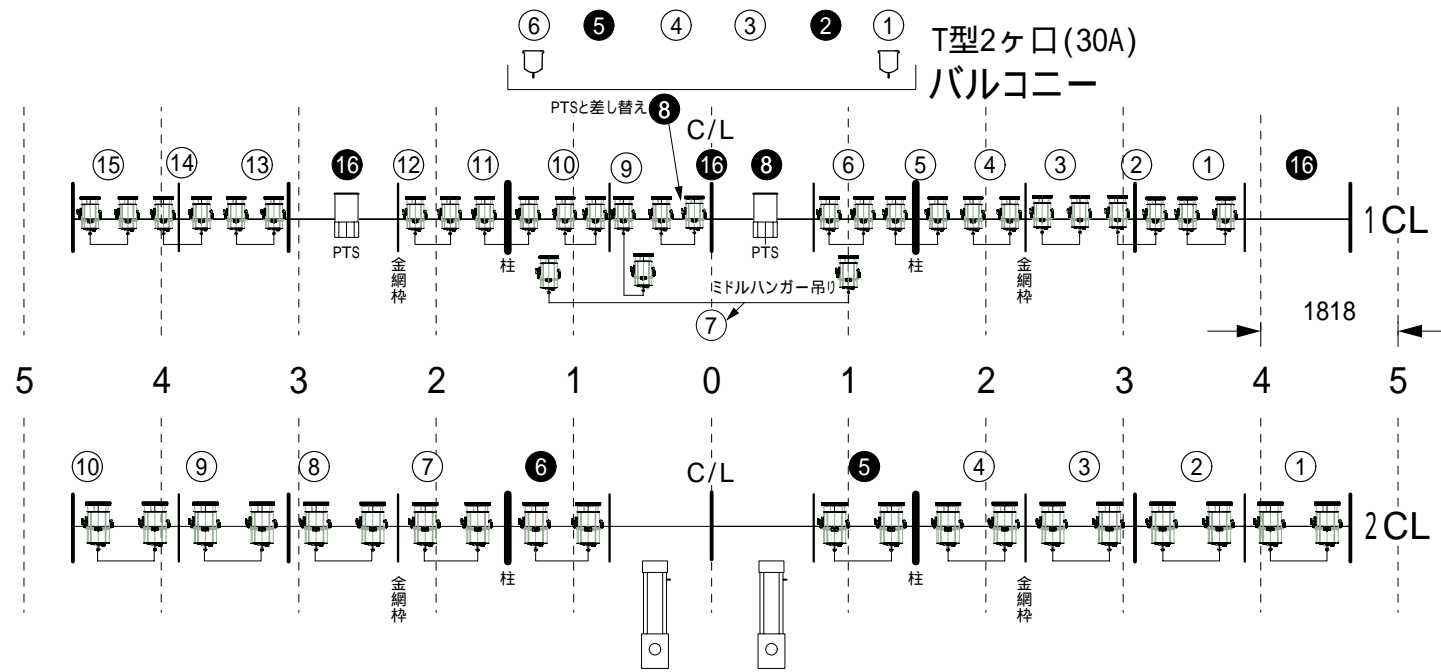 ⑥ ❺ ④ ③ ❷ ① T型2ヶ口(30A)
バルコニー
PTSと差し替え ❽ C/L
⑮ ⑭ ⑬ ⓰ ⑫ ⑪ ⑩ ⑨ ⓰ ❽ ⑥ ⑤ ④ ③ ② ① ⓰
1CL
PTS PTS
金網枠 柱 柱 金網枠
ミドルハンガー吊り
⑦
1818
5 4 3 2 1 0 1 2 3 4 5
⑩ ⑨ ⑧ ⑦ ❻ C/L ❺ ④ ③ ② ①
2CL
金網枠 柱 柱 金網枠